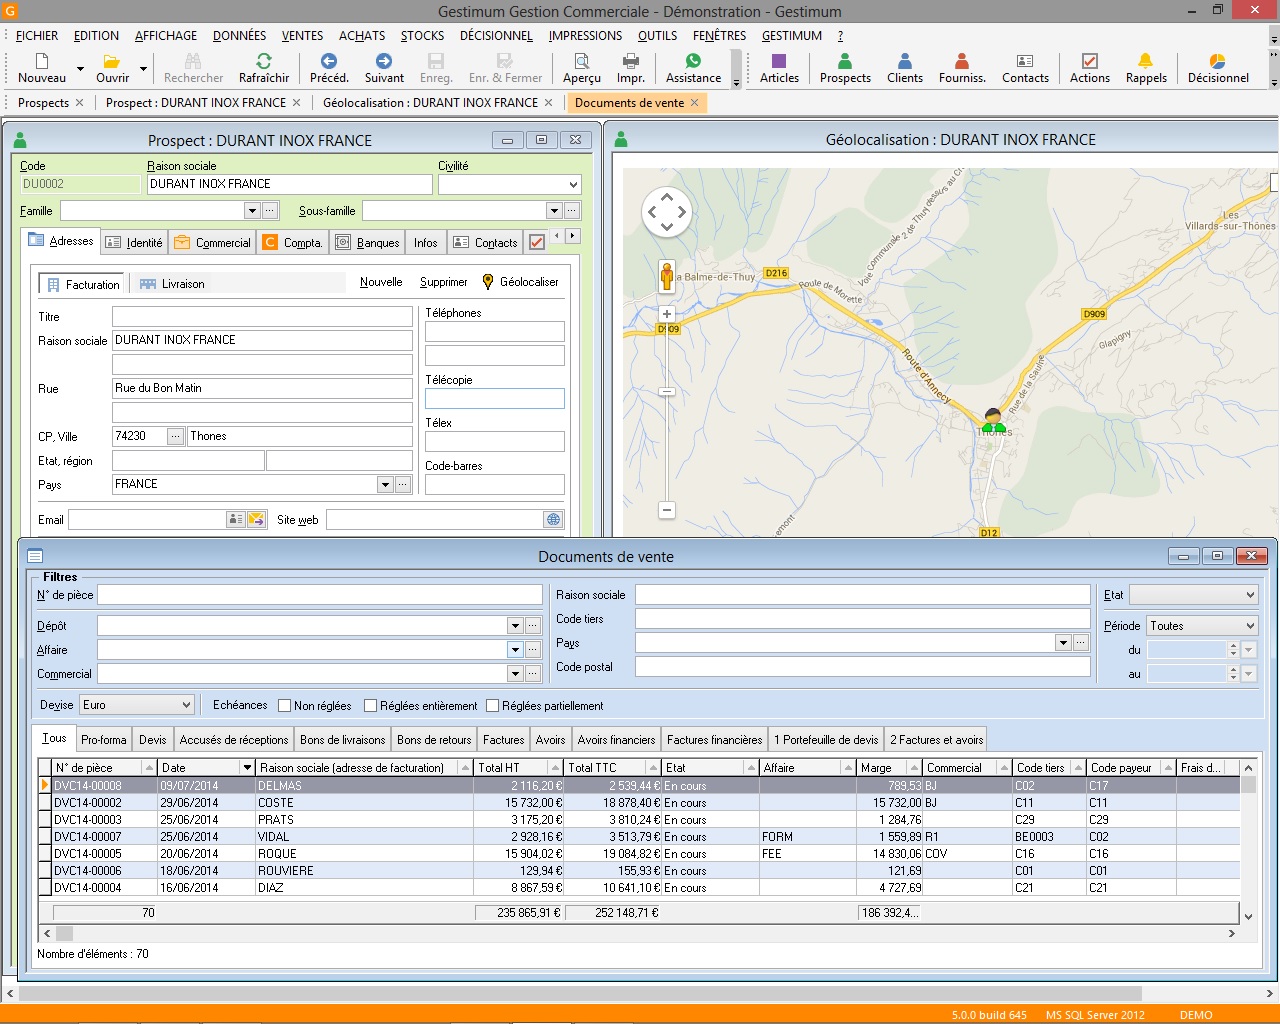 Gestimum Gestion Commerciale - Démonstration - Gestimum
FICHIER EDITION AFFICHAGE DONNÉES VENTES ACHATS STOCKS DÉCISIONNEL IMPRESSIONS OUTILS FENÊTRES GESTIMUM ?
Nouveau Ouvrir Rechercher Rafraîchir Précéd. Suivant Enreg. Enr. & Fermer Aperçu Impr. Assistance Articles Prospects Clients Fourniss. Contacts Actions Rappels Décisionnel
Prospects Prospect : DURANT INOX FRANCE Géolocalisation : DURANT INOX FRANCE Documents de vente
Prospect : DURANT INOX FRANCE
Code Raison sociale Civilité
DU0002 DURANT INOX FRANCE
Famille Sous-famille
Adresses Identité Commercial Compta. Banques Infos Contacts
Facturation Livraison Nouvelle Supprimer Géolocaliser
Titre Téléphones
Raison sociale DURANT INOX FRANCE
Rue Rue du Bon Matin Télécopie
Télex
CP, Ville 74230 ... Thones
Etat, région Code-barres
Pays FRANCE
Email Site web
Géolocalisation : DURANT INOX FRANCE
Les
Villards-sur-Thônes
Voie Communale 2 de Thuy dessus au Cr
a Balme-de-Thuy
D216
Route de Morette
D909
D909
Glapigny
Route d'Annecy
Rue de la Saulne
Thônes
D12
Documents de vente
Filtres
N° de pièce Raison sociale Etat
Dépôt Code tiers Période Toutes
Affaire Pays du
Commercial Code postal au
Devise Euro Echéances Non réglées Réglées entièrement Réglées partiellement
Tous Pro-forma Devis Accusés de réceptions Bons de livraisons Bons de retours Factures Avoirs Avoirs financiers Factures financières 1 Portefeuille de devis 2 Factures et avoirs
N° de pièce Date Raison sociale (adresse de facturation) Total HT Total TTC Etat Affaire Marge Commercial Code tiers Code payeur Frais d...
DVC14-00008 09/07/2014 DELMAS 2 116,20 € 2 539,44 € En cours 789,53 BJ C02 C17
DVC14-00002 29/06/2014 COSTE 15 732,00 € 18 878,40 € En cours 15 732,00 BJ C11 C11
DVC14-00003 25/06/2014 PRATS 3 175,20 € 3 810,24 € En cours 1 284,76 C29 C29
DVC14-00007 25/06/2014 VIDAL 2 928,16 € 3 513,79 € En cours FORM 1 559,89 R1 BE0003 C02
DVC14-00005 20/06/2014 ROQUE 15 904,02 € 19 084,82 € En cours FEE 14 830,06 COV C16 C16
DVC14-00006 18/06/2014 ROUVIERE 129,94 € 155,93 € En cours 121,69 C01 C01
DVC14-00004 16/06/2014 DIAZ 8 867,59 € 10 641,10 € En cours 4 727,69 C21 C21
70 235 865,91 € 252 148,71 € 186 392,4...
Nombre d'éléments : 70
5.0.0 build 645 MS SQL Server 2012 DEMO